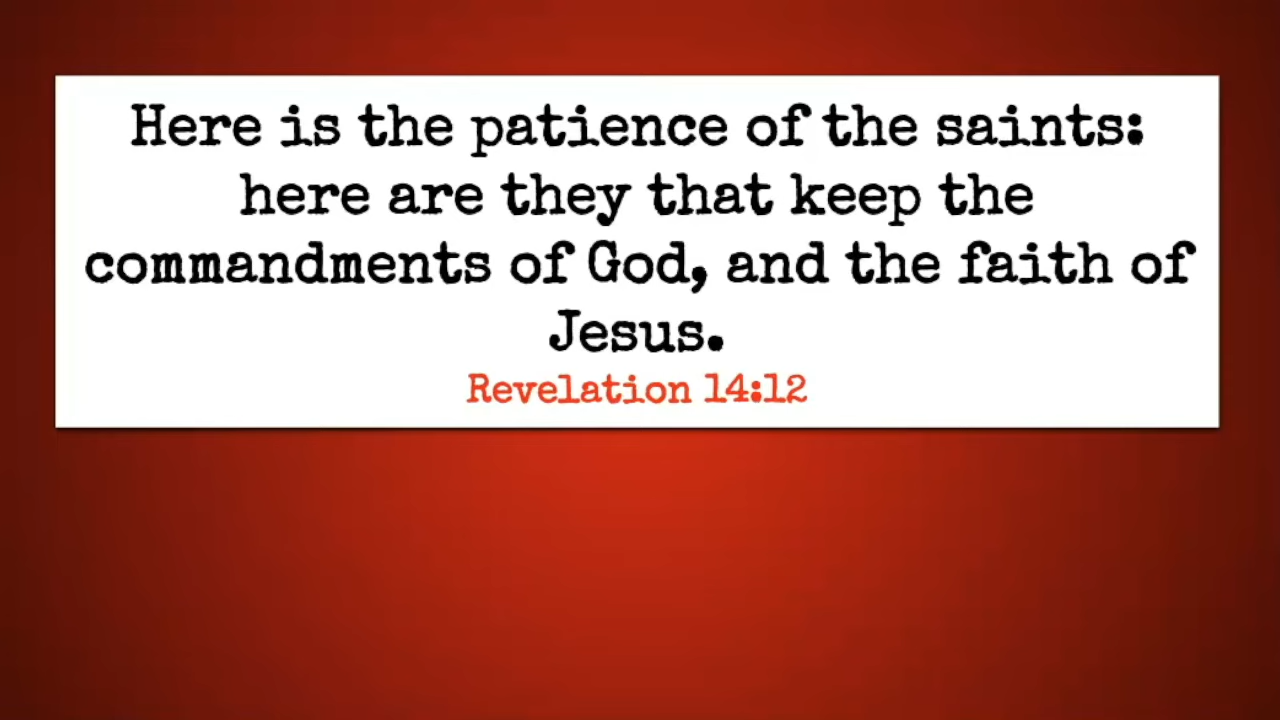 Here is the patience of the saints:
here are they that keep the
commandments of God, and the faith of
Jesus.
Revelation 14:12